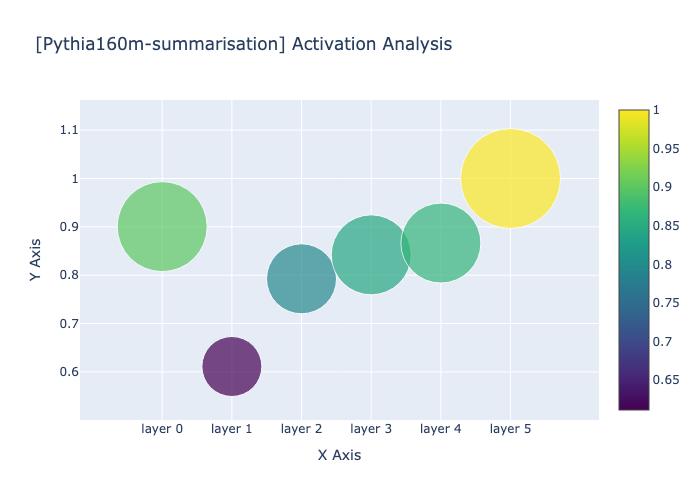 [Pythia160m-summarisation] Activation Analysis
1.1
1
0.9
0.8
0.7
0.6
Y Axis
layer 0
layer 1
layer 2
layer 3
layer 4
layer 5
X Axis
1
0.95
0.9
0.85
0.8
0.75
0.7
0.65